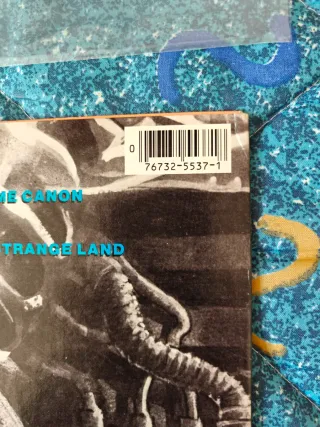 0
76732-5537-1
ME CANON
TRANGE LAND